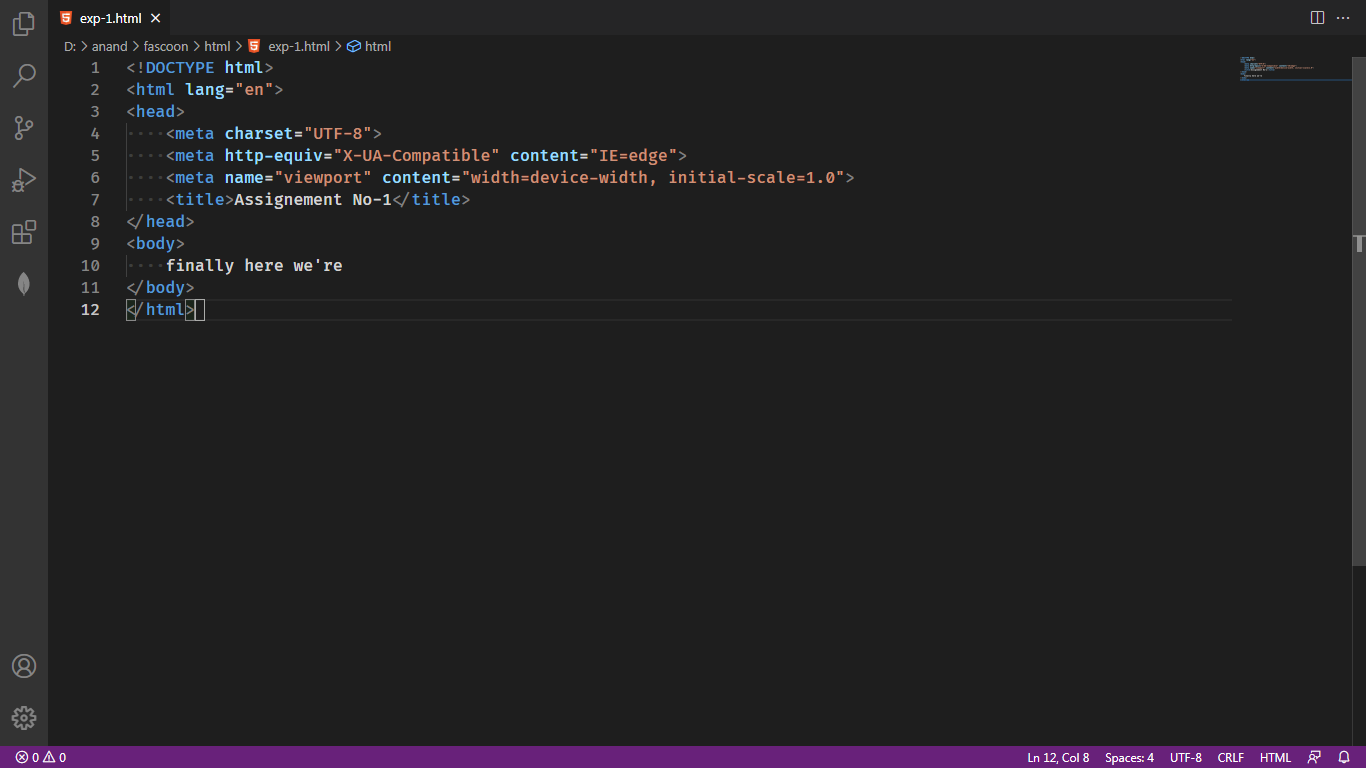 exp-1.html
D: > anand > fascoon > html > exp-1.html > html
1 <!DOCTYPE html>
2 <html lang="en">
3 <head>
4 <meta charset="UTF-8">
5 <meta http-equiv="X-UA-Compatible" content="IE=edge">
6 <meta name="viewport" content="width=device-width, initial-scale=1.0">
7 <title>Assignement No-1</title>
8 </head>
9 <body>
10 finally here we're
11 </body>
12 </html>
0 0 Ln 12, Col 8 Spaces: 4 UTF-8 CRLF HTML